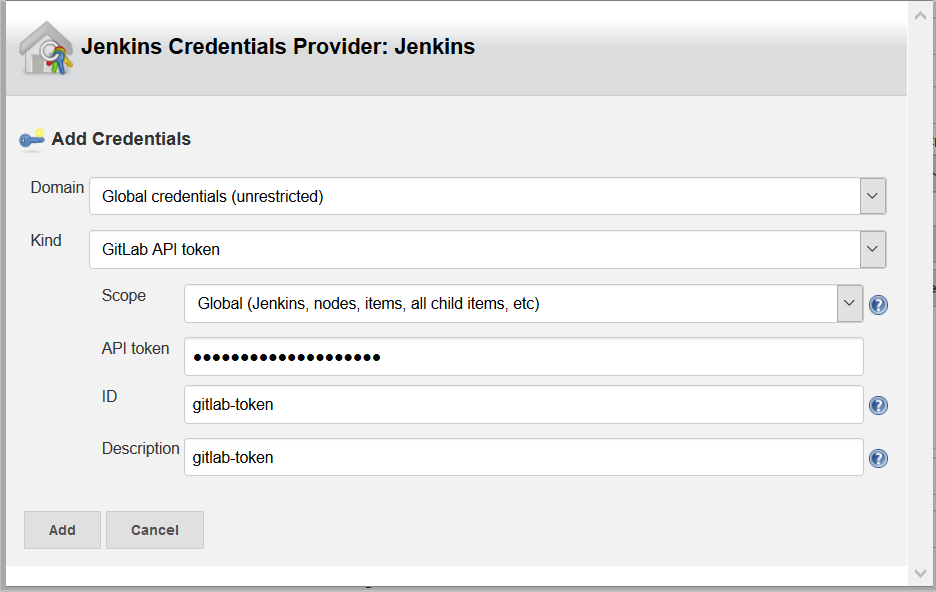 Jenkins Credentials Provider: Jenkins
Add Credentials
Domain
Global credentials (unrestricted)
Kind
GitLab API token
Scope
Global (Jenkins, nodes, items, all child items, etc)
API token
●●●●●●●●●●●●●●●●●●●●
ID
gitlab-token
Description
gitlab-token
Add Cancel